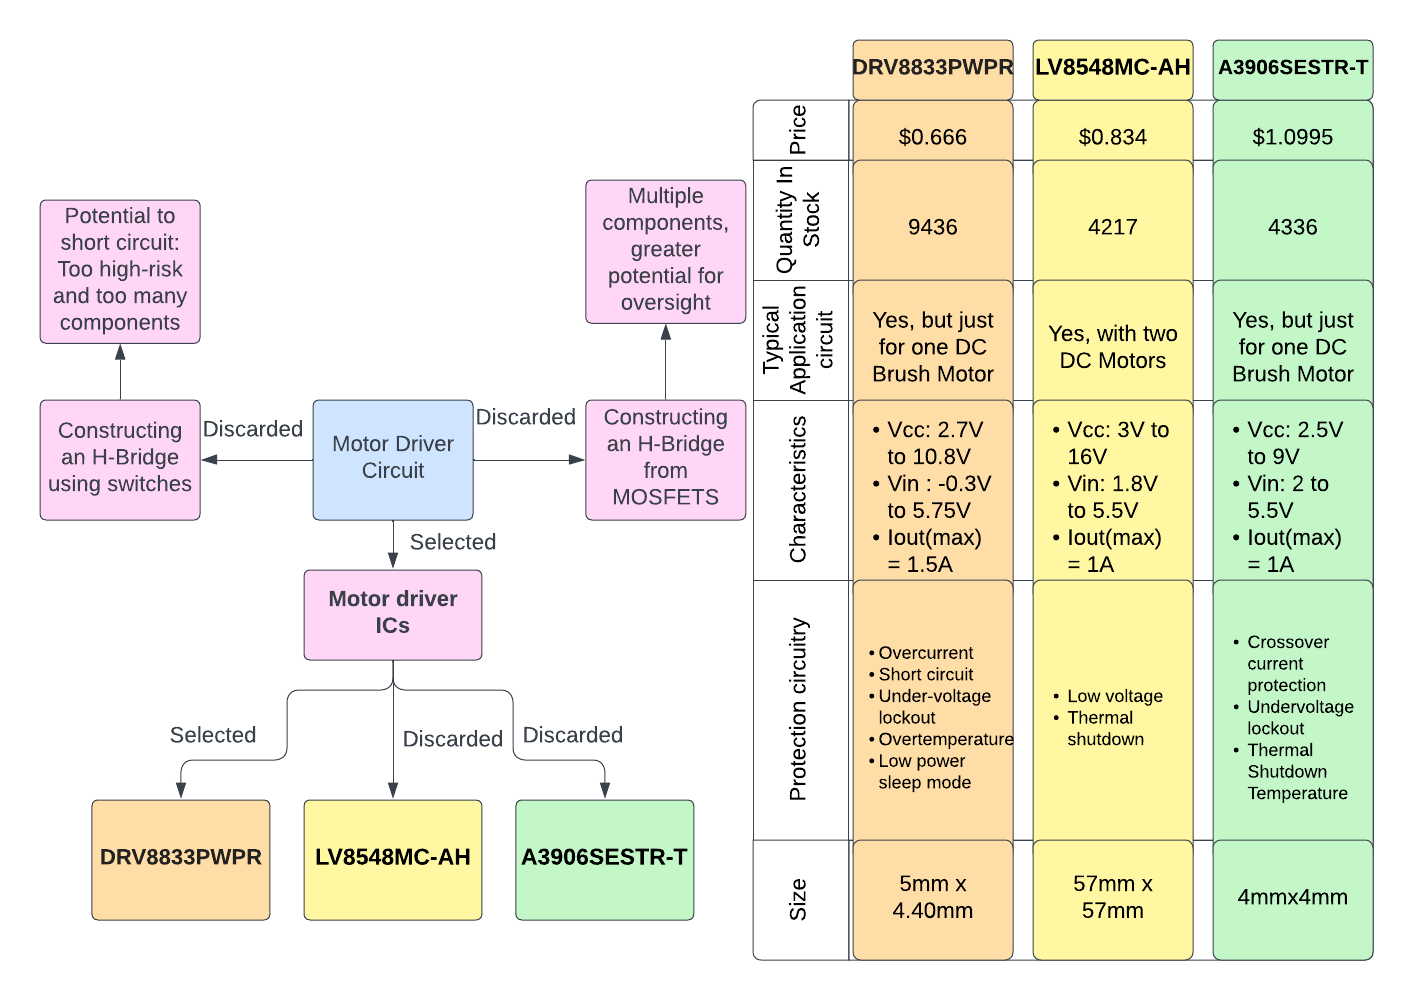 Potential to
short circuit:
Too high-risk
and too many
components
Multiple
components,
greater
potential for
oversight
Constructing
an H-Bridge
using switches
Discarded
Motor Driver
Circuit
Discarded
Constructing
an H-Bridge
from
MOSFETS
Selected
Motor driver
ICs
Selected
Discarded
Discarded
DRV8833PWPR
LV8548MC-AH
A3906SESTR-T
DRV8833PWPR
LV8548MC-AH
A3906SESTR-T
Price
$0.666
$0.834
$1.0995
Quantity In
Stock
9436
4217
4336
Typical
Application
circuit
Yes, but just
for one DC
Brush Motor
Yes, with two
DC Motors
Yes, but just
for one DC
Brush Motor
Characteristics
• Vcc: 2.7V
to 10.8V
• Vin : -0.3V
to 5.75V
• Iout(max)
= 1.5A
• Vcc: 3V to
16V
• Vin: 1.8V
to 5.5V
• Iout(max)
= 1A
• Vcc: 2.5V
to 9V
• Vin: 2 to
5.5V
• Iout(max)
= 1A
Protection circuitry
• Overcurrent
• Short circuit
• Under-voltage
lockout
• Overtemperature
• Low power
sleep mode
• Low voltage
• Thermal
shutdown
• Crossover
current
protection
• Undervoltage
lockout
• Thermal
Shutdown
Temperature
Size
5mm x
4.40mm
57mm x
57mm
4mmx4mm